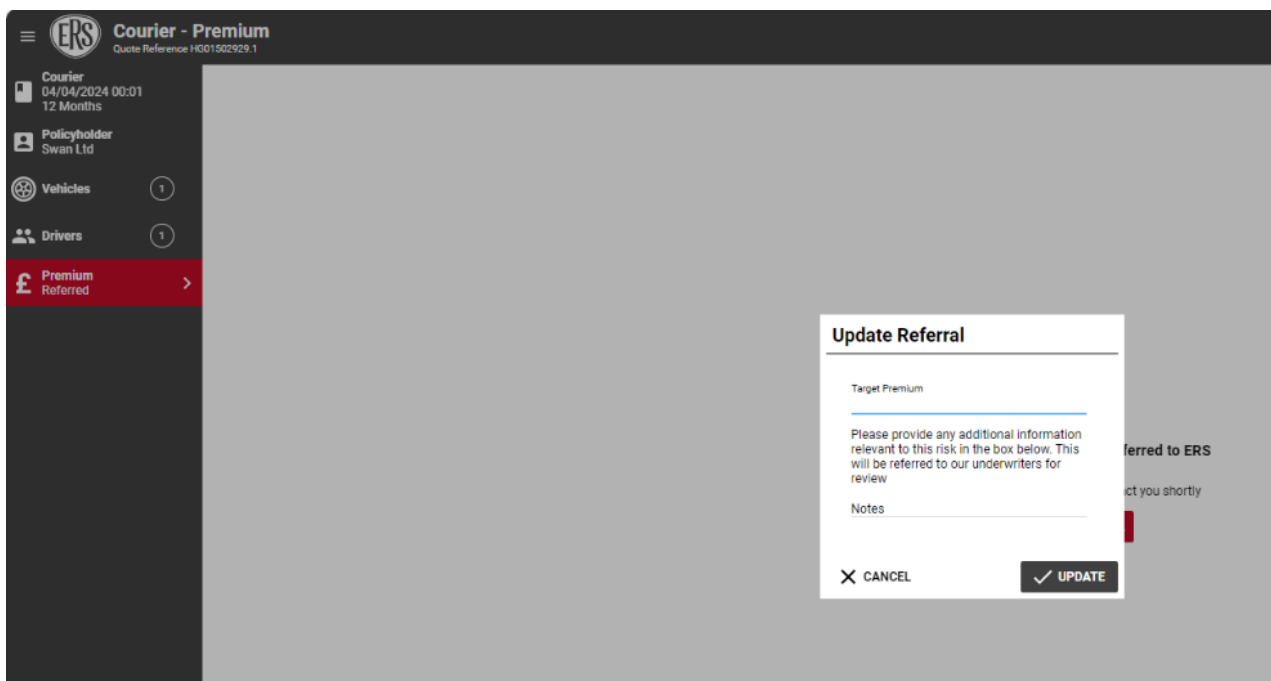 ERS
Courier - Premium
Quote Reference HG01502929.1
Courier
04/04/2024 00:01
12 Months
Policyholder
Swan Ltd
Vehicles 1
Drivers 1
£ Premium
Referred
Update Referral
Target Premium
Please provide any additional information
relevant to this risk in the box below. This
will be referred to our underwriters for
review
Notes
CANCEL
UPDATE
ferred to ERS
ct you shortly